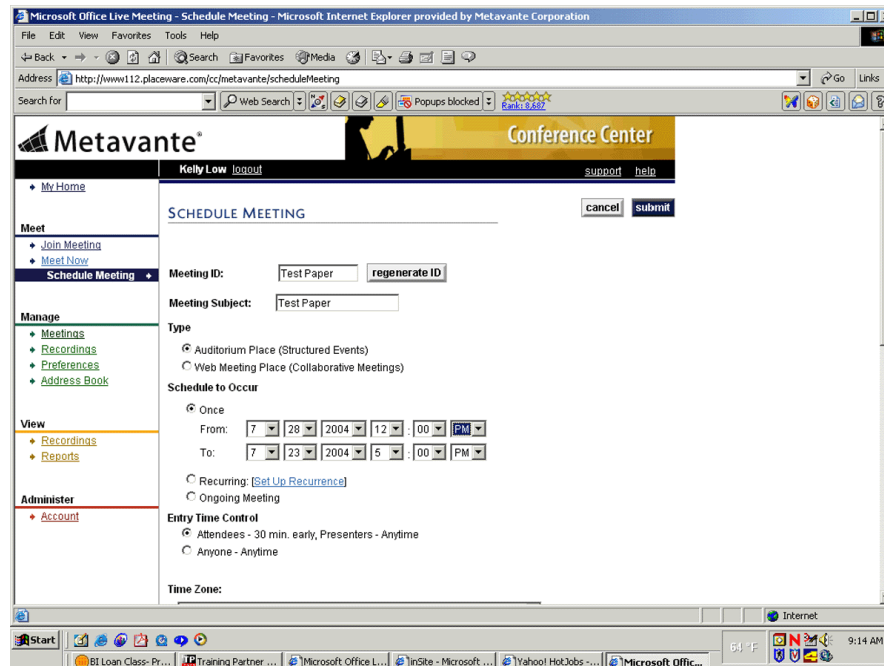 Microsoft Office Live Meeting - Schedule Meeting - Microsoft Internet Explorer provided by Metavante Corporation
File Edit View Favorites Tools Help
Back Search Favorites Media
Address http://www112.placeware.com/cc/metavante/scheduleMeeting Go Links
Search for Web Search Popups blocked Rank: 8,687
Metavante® Conference Center
Kelly Low logout support help
My Home
SCHEDULE MEETING cancel submit
Meet
Join Meeting
Meet Now
Schedule Meeting
Meeting ID: Test Paper regenerate ID
Meeting Subject: Test Paper
Manage
Type
Meetings
Auditorium Place (Structured Events)
Recordings
Preferences
Web Meeting Place (Collaborative Meetings)
Address Book
Schedule to Occur
Once
View
From: 7 28 2004 12 : 00 PM
Recordings
Reports
To: 7 23 2004 5 : 00 PM
Recurring: [Set Up Recurrence]
Administer
Ongoing Meeting
Account
Entry Time Control
Attendees - 30 min. early, Presenters - Anytime
Anyone - Anytime
Time Zone:
Internet
Start 64 °F 9:14 AM
BI Loan Class- Pr... Training Partner ... Microsoft Office L... inSite - Microsoft ... Yahoo! HotJobs -... Microsoft Offic...